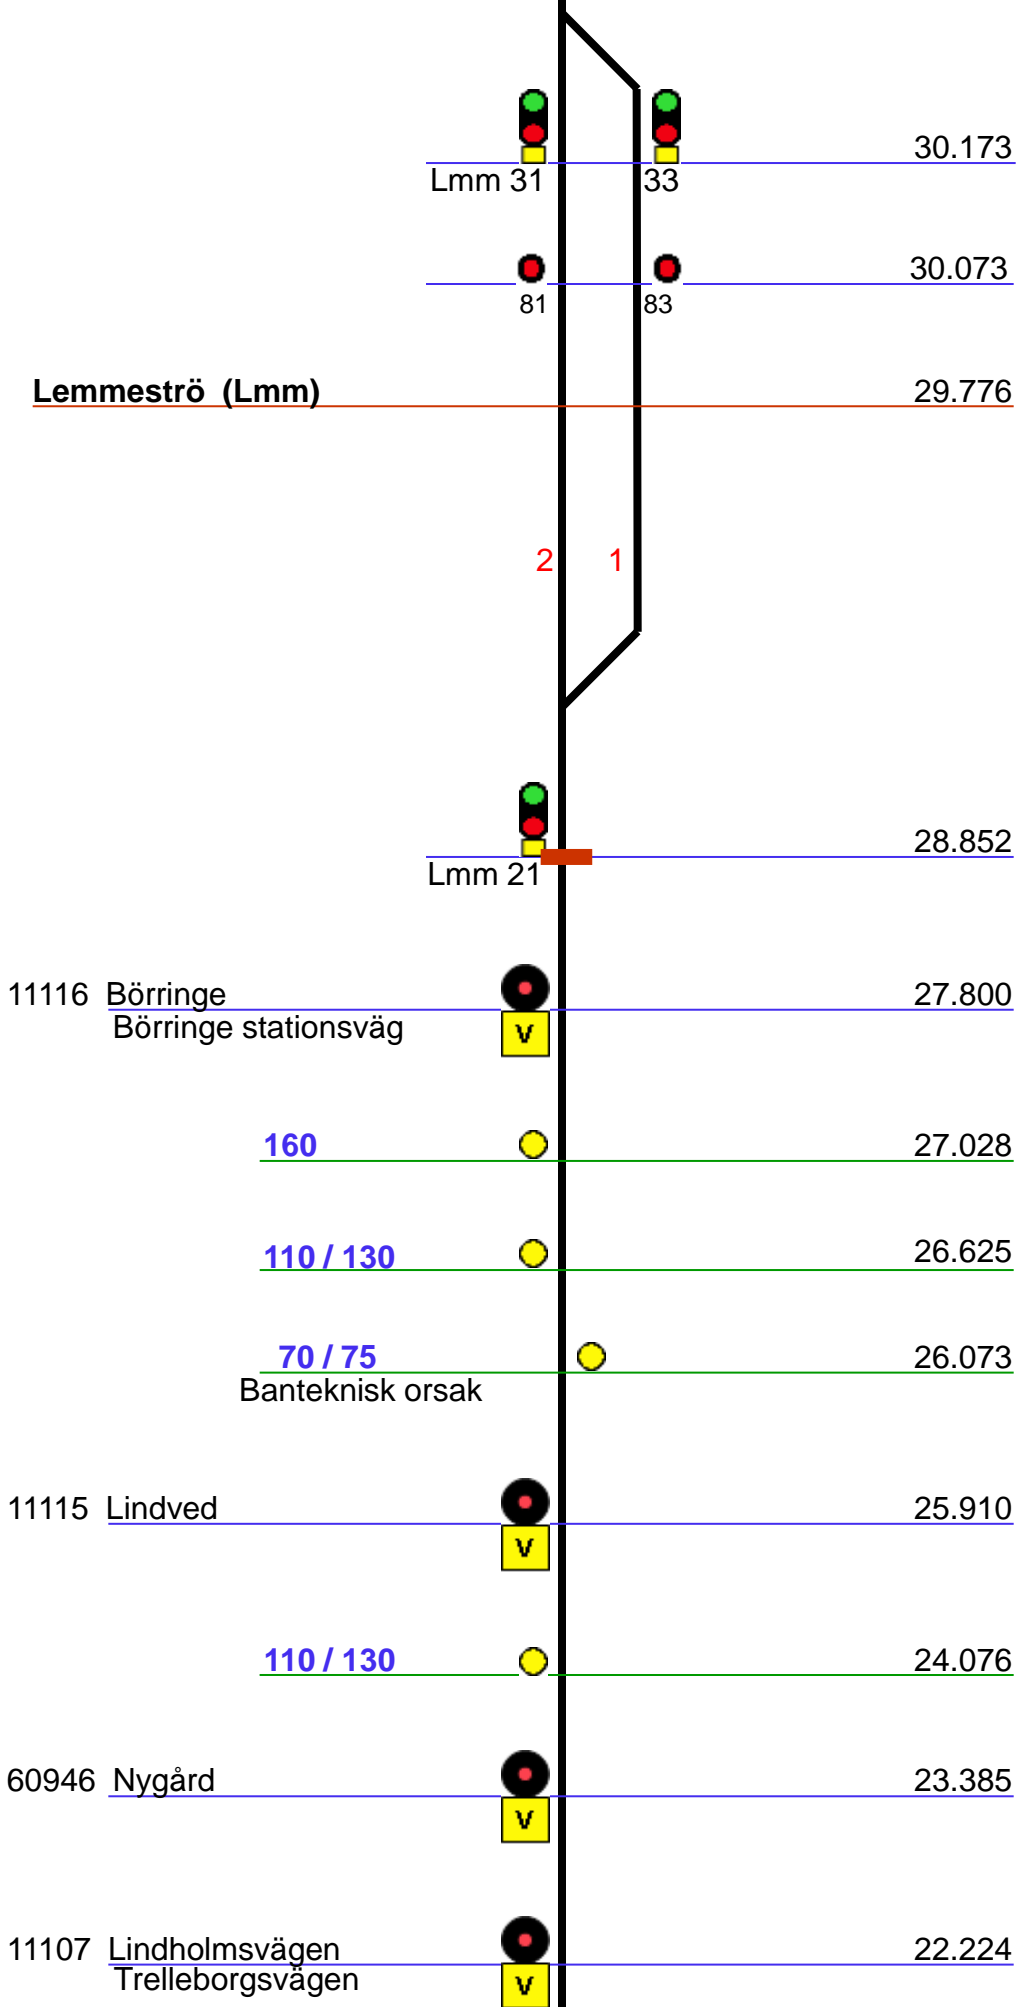 30.173
Lmm 31 33
30.073
81 83
Lemmeströ (Lmm) 29.776
2 1
28.852
Lmm 21
11116 Börringe 27.800
Börringe stationsväg
V
160 27.028
110 / 130 26.625
70 / 75 26.073
Banteknisk orsak
11115 Lindved 25.910
V
110 / 130 24.076
60946 Nygård 23.385
V
11107 Lindholmsvägen 22.224
Trelleborgsvägen
V